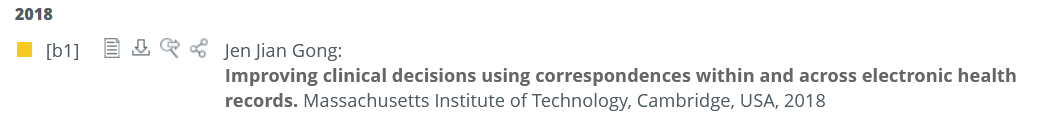 2018
[b1] Jen Jian Gong:
Improving clinical decisions using correspondences within and across electronic health
records. Massachusetts Institute of Technology, Cambridge, USA, 2018